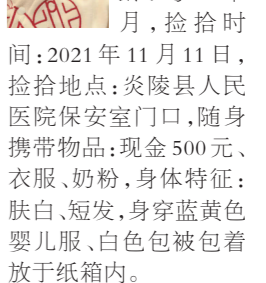 月，捡拾时
间：2021年11月11日，
捡拾地点：炎陵县人民
医院保安室门口，随身
携带物品：现金500元、
衣服、奶粉，身体特征：
肤白、短发，身穿蓝黄色
婴儿服、白色包被包着
放于纸箱内。